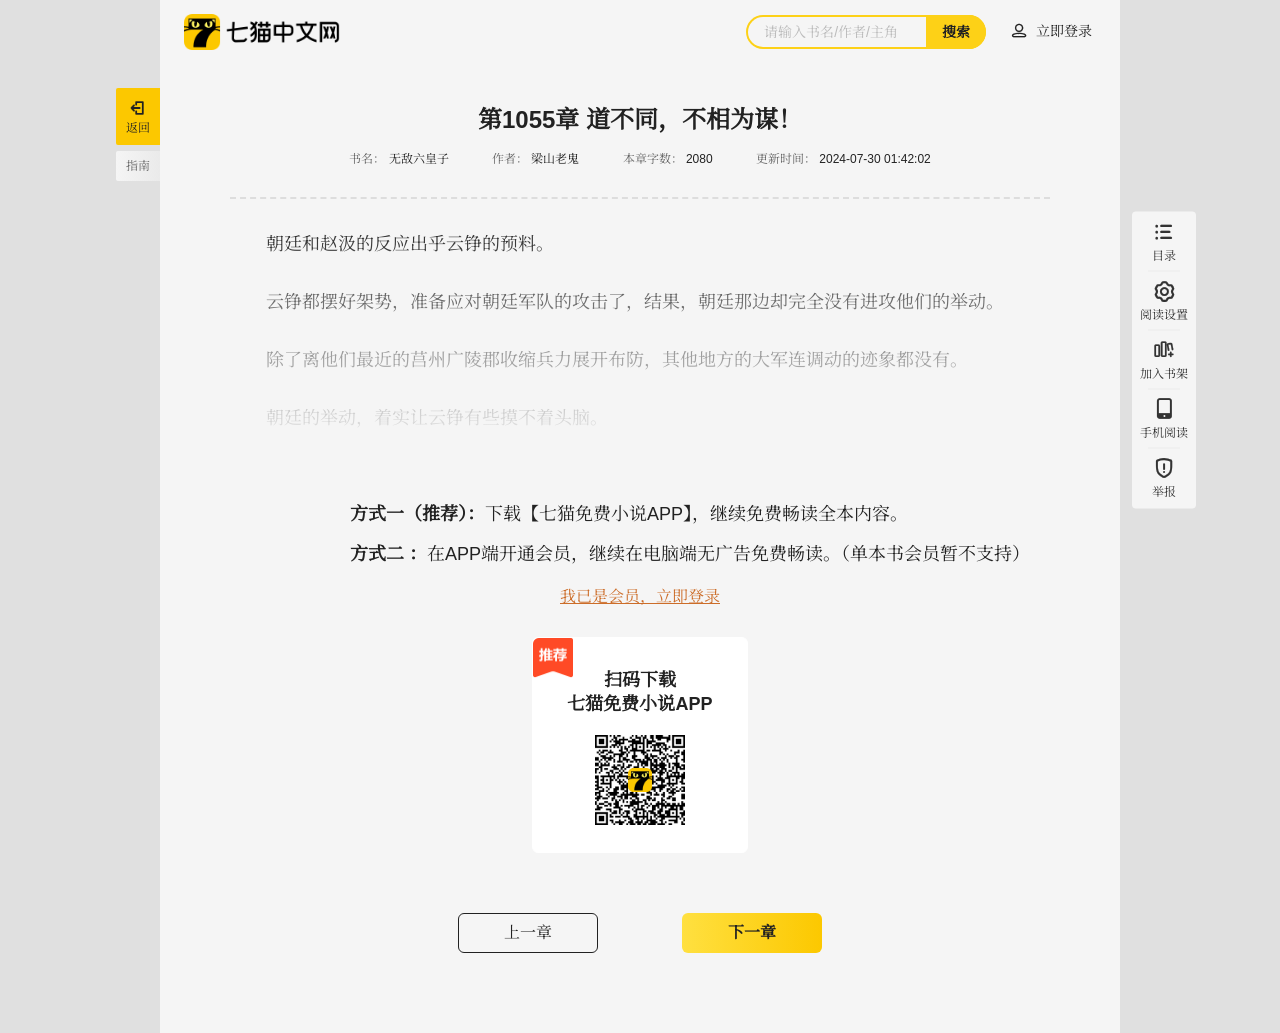 七猫中文网
请输入书名/作者/主角
搜索
立即登录
返回
指南
第1055章 道不同，不相为谋！
书名： 无敌六皇子 作者： 梁山老鬼 本章字数： 2080 更新时间： 2024-07-30 01:42:02
朝廷和赵汲的反应出乎云铮的预料。
云铮都摆好架势，准备应对朝廷军队的攻击了，结果，朝廷那边却完全没有进攻他们的举动。
除了离他们最近的莒州广陵郡收缩兵力展开布防，其他地方的大军连调动的迹象都没有。
朝廷的举动，着实让云铮有些摸不着头脑。
目录
阅读设置
加入书架
手机阅读
举报
方式一（推荐）：下载【七猫免费小说APP】，继续免费畅读全本内容。
方式二 ：在APP端开通会员，继续在电脑端无广告免费畅读。（单本书会员暂不支持）
我已是会员，立即登录
推荐
扫码下载
七猫免费小说APP
上一章
下一章